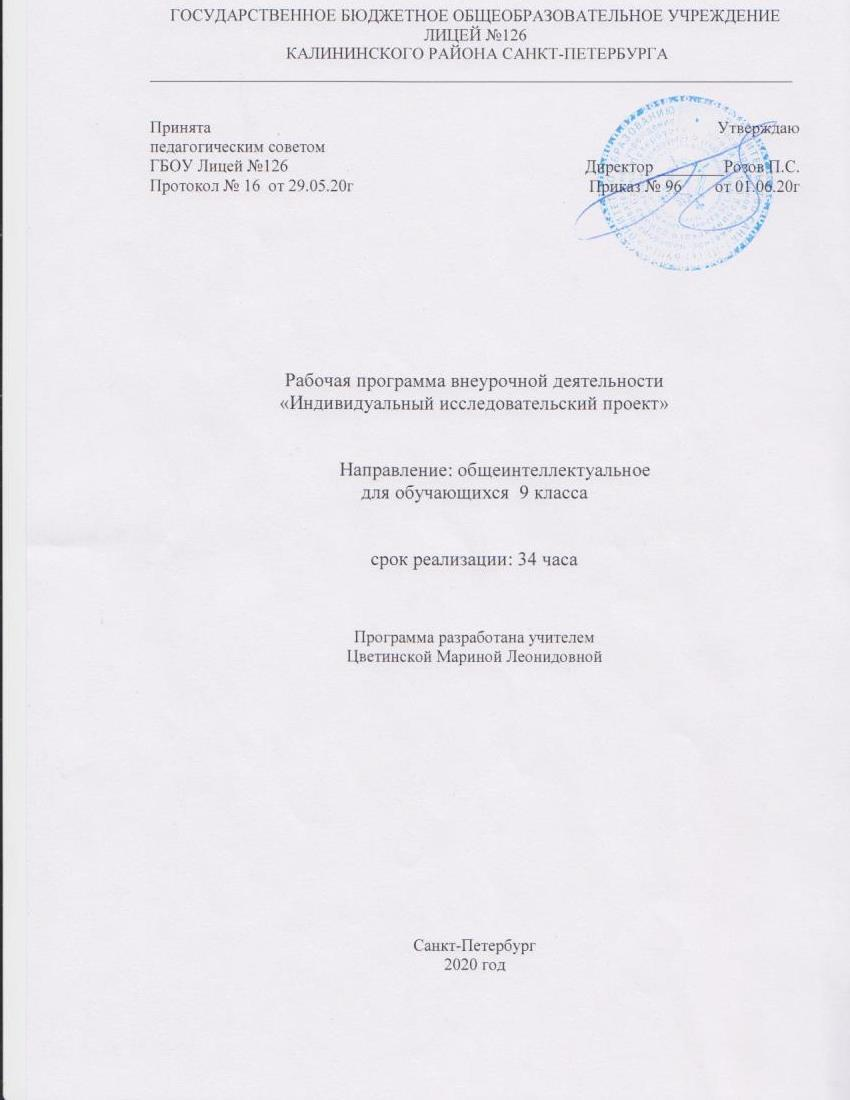 ГОСУДАРСТВЕННОЕ БЮДЖЕТНОЕ ОБЩЕОБРАЗОВАТЕЛЬНОЕ УЧРЕЖДЕНИЕ
ЛИЦЕЙ №126
КАЛИНИНСКОГО РАЙОНА САНКТ-ПЕТЕРБУРГА
Принята
педагогическим советом
ГБОУ Лицей №126
Протокол № 16 от 29.05.20г
Утверждаю
Директор ________Розов П.С.
Приказ № 96 от 01.06.20г
Рабочая программа внеурочной деятельности
«Индивидуальный исследовательский проект»
Направление: общеинтеллектуальное
для обучающихся 9 класса
срок реализации: 34 часа
Программа разработана учителем
Цветинской Мариной Леонидовной
Санкт-Петербург
2020 год